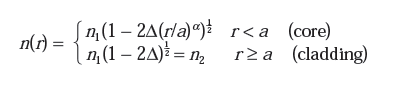 n(r) = { n₁(1 – 2Δ(r/a)^α)^½ r < a (core)
n₁(1 – 2Δ)^½ = n₂ r ≥ a (cladding)